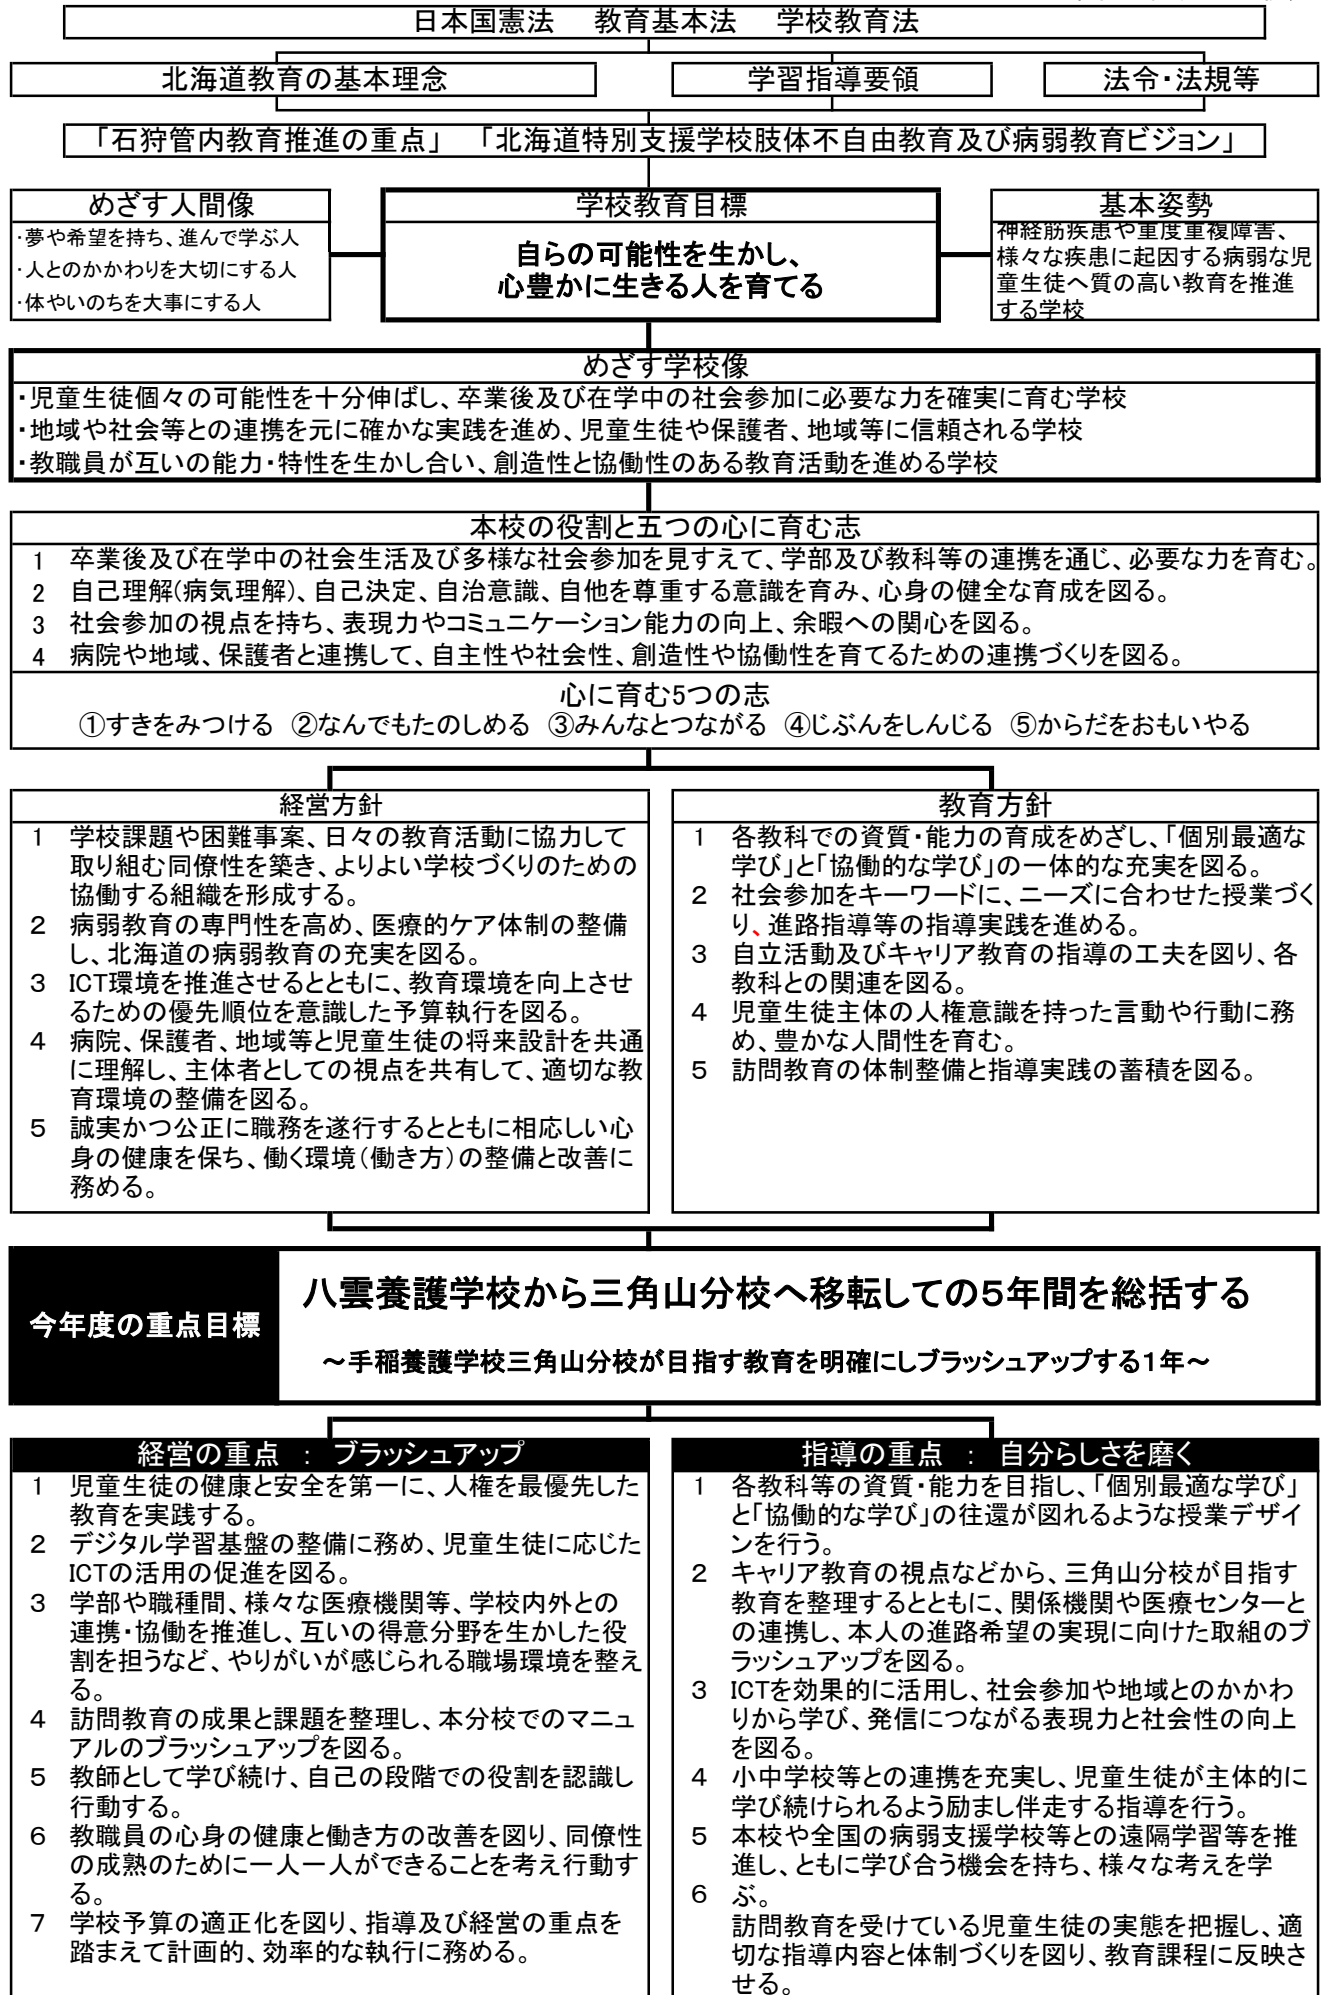 日本国憲法　教育基本法　学校教育法
北海道教育の基本理念
学習指導要領
法令・法規等
「石狩管内教育推進の重点」　「北海道特別支援学校肢体不自由教育及び病弱教育ビジョン」
めざす人間像
・夢や希望を持ち、進んで学ぶ人
・人とのかかわりを大切にする人
・体やいのちを大事にする人
学校教育目標
自らの可能性を生かし、
心豊かに生きる人を育てる
基本姿勢
神経筋疾患や重度重複障害、
様々な疾患に起因する病弱な児
童生徒へ質の高い教育を推進
する学校
めざす学校像
・児童生徒個々の可能性を十分伸ばし、卒業後及び在学中の社会参加に必要な力を確実に育む学校
・地域や社会等との連携を元に確かな実践を進め、児童生徒や保護者、地域等に信頼される学校
・教職員が互いの能力・特性を生かし合い、創造性と協働性のある教育活動を進める学校
本校の役割と五つの心に育む志
1　卒業後及び在学中の社会生活及び多様な社会参加を見すえて、学部及び教科等の連携を通じ、必要な力を育む。
2　自己理解(病気理解)、自己決定、自治意識、自他を尊重する意識を育み、心身の健全な育成を図る。
3　社会参加の視点を持ち、表現力やコミュニケーション能力の向上、余暇への関心を図る。
4　病院や地域、保護者と連携して、自主性や社会性、創造性や協働性を育てるための連携づくりを図る。
心に育む5つの志
①すきをみつける　②なんでもたのしめる　③みんなとつながる　④じぶんをしんじる　⑤からだをおもいやる
経営方針
1　学校課題や困難事案、日々の教育活動に協力して
取り組む同僚性を築き、よりよい学校づくりのための
協働する組織を形成する。
2　病弱教育の専門性を高め、医療的ケア体制の整備
し、北海道の病弱教育の充実を図る。
3　ICT環境を推進させるとともに、教育環境を向上させ
るための優先順位を意識した予算執行を図る。
4　病院、保護者、地域等と児童生徒の将来設計を共通
に理解し、主体者としての視点を共有して、適切な教
育環境の整備を図る。
5　誠実かつ公正に職務を遂行するとともに相応しい心
身の健康を保ち、働く環境（働き方）の整備と改善に
務める。
教育方針
1　各教科での資質・能力の育成をめざし、「個別最適な
学び」と「協働的な学び」の一体的な充実を図る。
2　社会参加をキーワードに、ニーズに合わせた授業づく
り、進路指導等の指導実践を進める。
3　自立活動及びキャリア教育の指導の工夫を図り、各
教科との関連を図る。
4　児童生徒主体の人権意識を持った言動や行動に務
め、豊かな人間性を育む。
5　訪問教育の体制整備と指導実践の蓄積を図る。
今年度の重点目標
八雲養護学校から三角山分校へ移転しての５年間を総括する
～手稲養護学校三角山分校が目指す教育を明確にしブラッシュアップする１年～
経営の重点　：　ブラッシュアップ
1　児童生徒の健康と安全を第一に、人権を最優先した
教育を実践する。
2　デジタル学習基盤の整備に務め、児童生徒に応じた
ICTの活用の促進を図る。
3　学部や職種間、様々な医療機関等、学校内外との
連携・協働を推進し、互いの得意分野を生かした役
割を担うなど、やりがいが感じられる職場環境を整え
る。
4　訪問教育の成果と課題を整理し、本分校でのマニュ
アルのブラッシュアップを図る。
5　教師として学び続け、自己の段階での役割を認識し
行動する。
6　教職員の心身の健康と働き方の改善を図り、同僚性
の成熟のために一人一人ができることを考え行動す
る。
7　学校予算の適正化を図り、指導及び経営の重点を
踏まえて計画的、効率的な執行に務める。
指導の重点　：　自分らしさを磨く
1　各教科等の資質・能力を目指し、「個別最適な学び」
と「協働的な学び」の往還が図れるような授業デザイ
ンを行う。
2　キャリア教育の視点などから、三角山分校が目指す
教育を整理するとともに、関係機関や医療センターと
の連携し、本人の進路希望の実現に向けた取組のブ
ラッシュアップを図る。
3　ICTを効果的に活用し、社会参加や地域とのかかわ
りから学び、発信につながる表現力と社会性の向上
を図る。
4　小中学校等との連携を充実し、児童生徒が主体的に
学び続けられるよう励まし伴走する指導を行う。
5　本校や全国の病弱支援学校等との遠隔学習等を推
進し、ともに学び合う機会を持ち、様々な考えを学
6　ぶ。
訪問教育を受けている児童生徒の実態を把握し、適
切な指導内容と体制づくりを図り、教育課程に反映さ
せる。